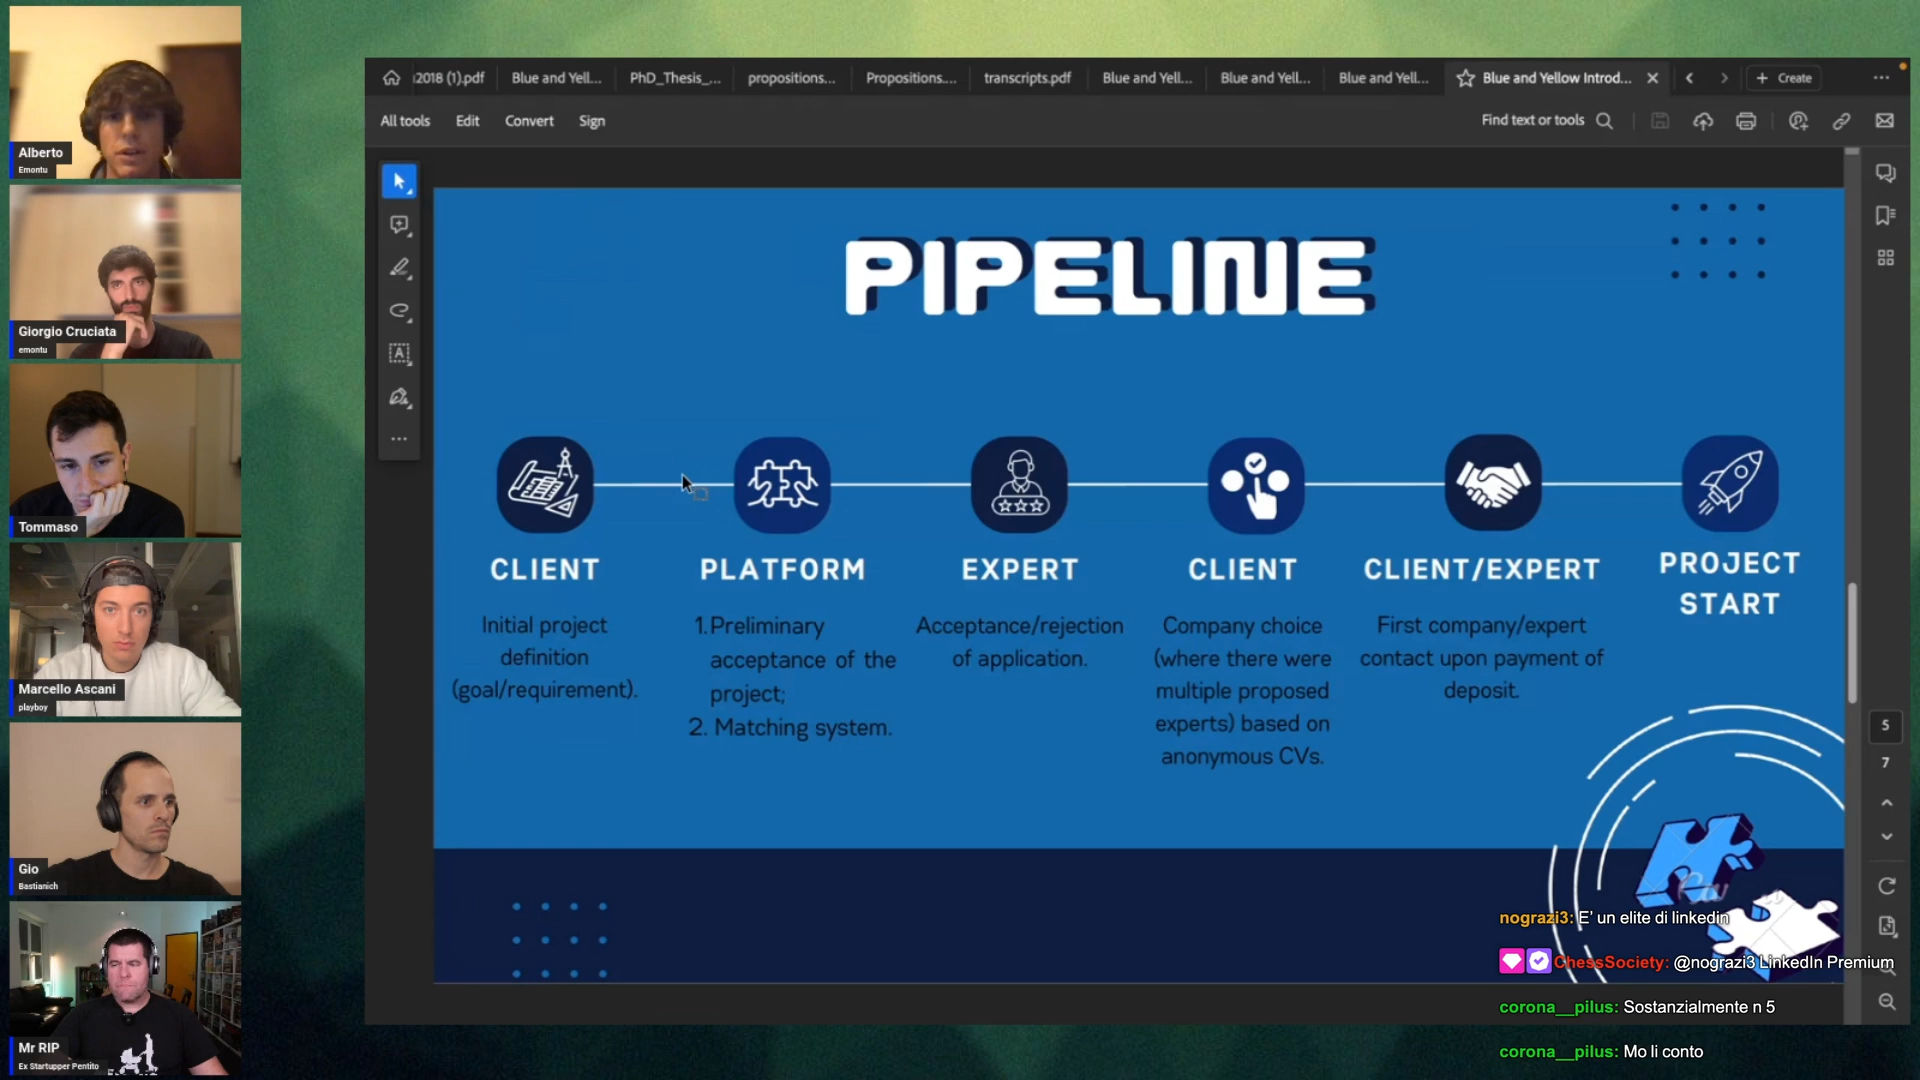 Alberto
Emontu
Giorgio Cruciata
emontu
Tommaso
Marcello Ascani
playboy
Gio
Bastianich
Mr RIP
Ex Startupper Pentito
2018 (1).pdf
Blue and Yell...
PhD_Thesis_...
propositions...
Propositions....
transcripts.pdf
Blue and Yell...
Blue and Yell...
Blue and Yell...
Blue and Yellow Introd...
Create
All tools
Edit
Convert
Sign
Find text or tools
PIPELINE
CLIENT
Initial project
definition
(goal/requirement).
PLATFORM
1.Preliminary
acceptance of the
project;
2. Matching system.
EXPERT
Acceptance/rejection
of application.
CLIENT
Company choice
(where there were
multiple proposed
experts) based on
anonymous CVs.
CLIENT/EXPERT
First company/expert
contact upon payment of
deposit.
PROJECT
START
5
7
nograzi3: E' un elite di linkedin
ChessSociety: @nograzi3 LinkedIn Premium
corona__pilus: Sostanzialmente n 5
corona__pilus: Mo li conto